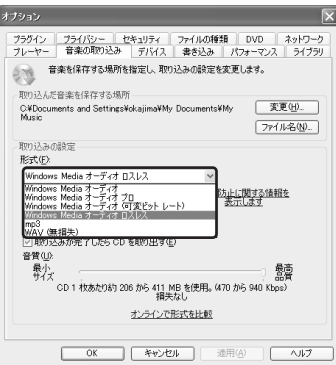 オプション
プラグイン プライバシー セキュリティ ファイルの種類 DVD ネットワーク
プレーヤー 音楽の取り込み デバイス 書き込み パフォーマンス ライブラリ
音楽を保存する場所を指定し、取り込みの設定を変更します。
取り込んだ音楽を保存する場所
C:¥Documents and Settings¥okajima¥My Documents¥My Music
変更(H)...
ファイル名(N)...
取り込みの設定
形式(F):
Windows Media オーディオ ロスレス
Windows Media オーディオ
Windows Media オーディオ プロ
Windows Media オーディオ (可変ビット レート)
Windows Media オーディオ ロスレス
mp3
WAV (無損失)
防止に関する情報を
表示します
取り込みが完了したら CD を取り出す(E)
音質(U):
最小
サイズ
最高
品質
CD 1 枚あたり約 206 から 411 MB を使用。(470 から 940 Kbps)
損失なし
オンラインで形式を比較
OK キャンセル 適用(A) ヘルプ